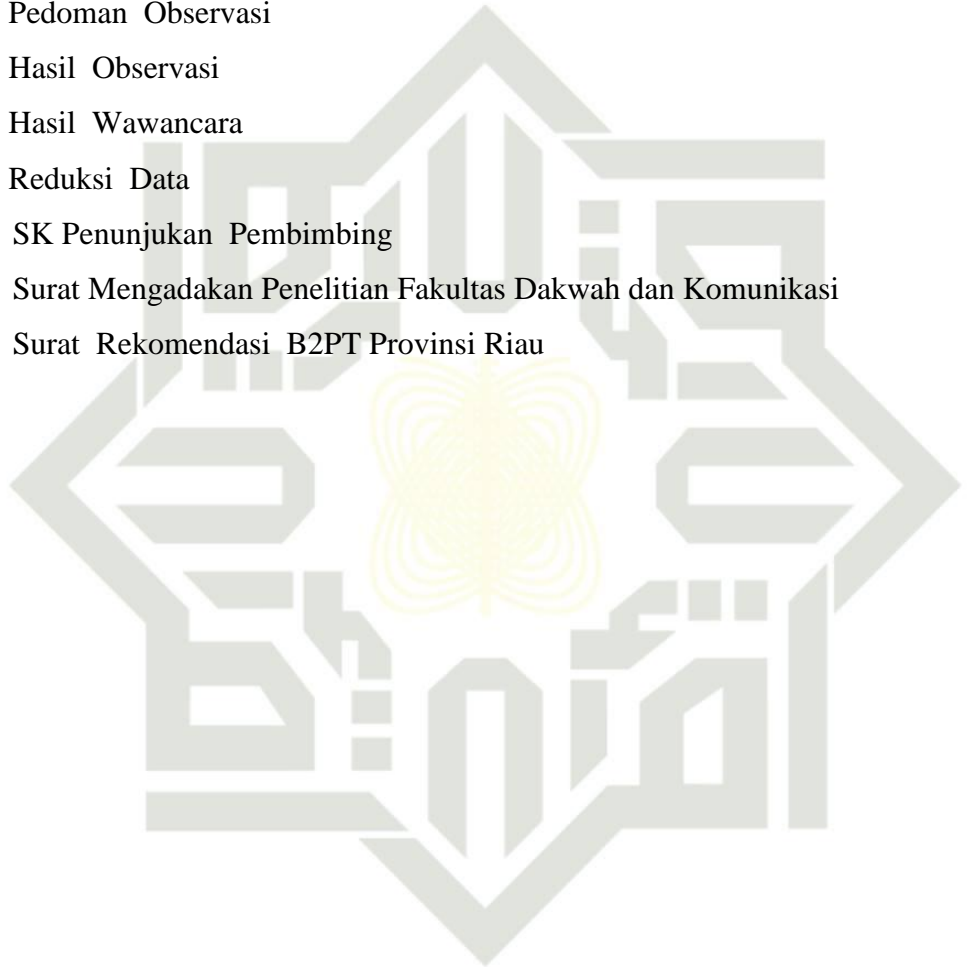 Pedoman Observasi
Hasil Observasi
Hasil Wawancara
Reduksi Data
SK Penunjukan Pembimbing
Surat Mengadakan Penelitian Fakultas Dakwah dan Komunikasi
Surat Rekomendasi B2PT Provinsi Riau